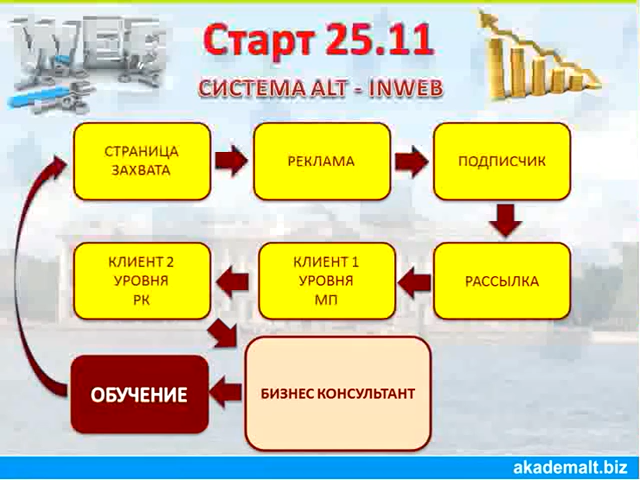 WEB
Старт 25.11
СИСТЕМА ALT - INWEB
СТРАНИЦА
ЗАХВАТА
РЕКЛАМА
ПОДПИСЧИК
КЛИЕНТ 2
УРОВНЯ
РК
КЛИЕНТ 1
УРОВНЯ
МП
РАССЫЛКА
ОБУЧЕНИЕ
БИЗНЕС КОНСУЛЬТАНТ
akademalt.biz